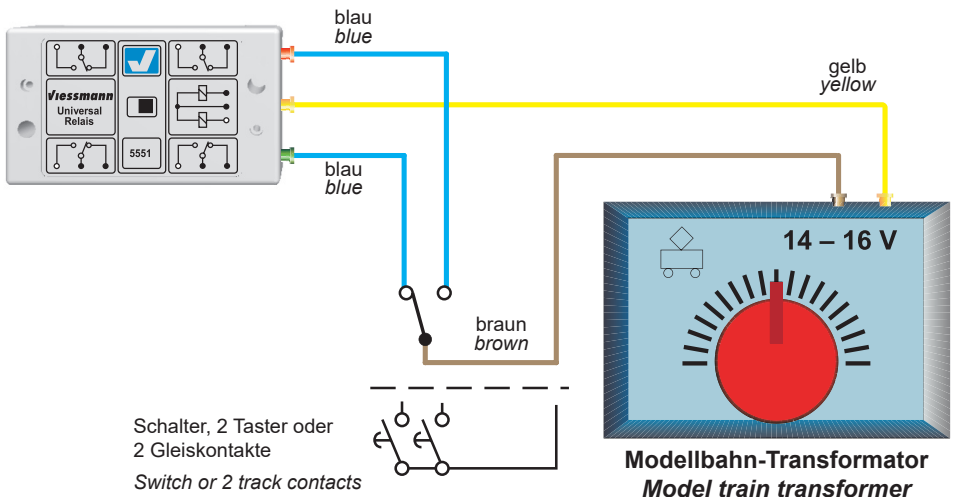 blau
blue
gelb
yellow
viessmann
Universal
Relais
5551
blau
blue
14 – 16 V
braun
brown
Schalter, 2 Taster oder
2 Gleiskontakte
Switch or 2 track contacts
Modellbahn-Transformator
Model train transformer